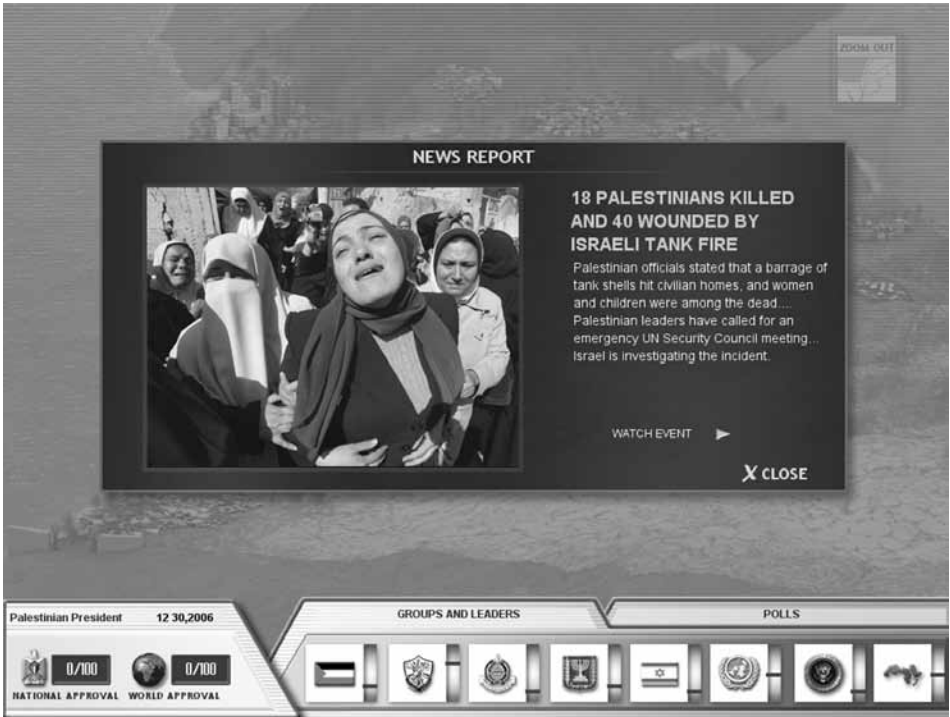 ZOOM OUT
NEWS REPORT
18 PALESTINIANS KILLED
AND 40 WOUNDED BY
ISRAELI TANK FIRE
Palestinian officials stated that a barrage of
tank shells hit civilian homes, and women
and children were among the dead....
Palestinian leaders have called for an
emergency UN Security Council meeting...
Israel is investigating the incident.
WATCH EVENT
X CLOSE
Palestinian President 12 30,2006
GROUPS AND LEADERS
POLLS
0/100
0/100
NATIONAL APPROVAL
WORLD APPROVAL